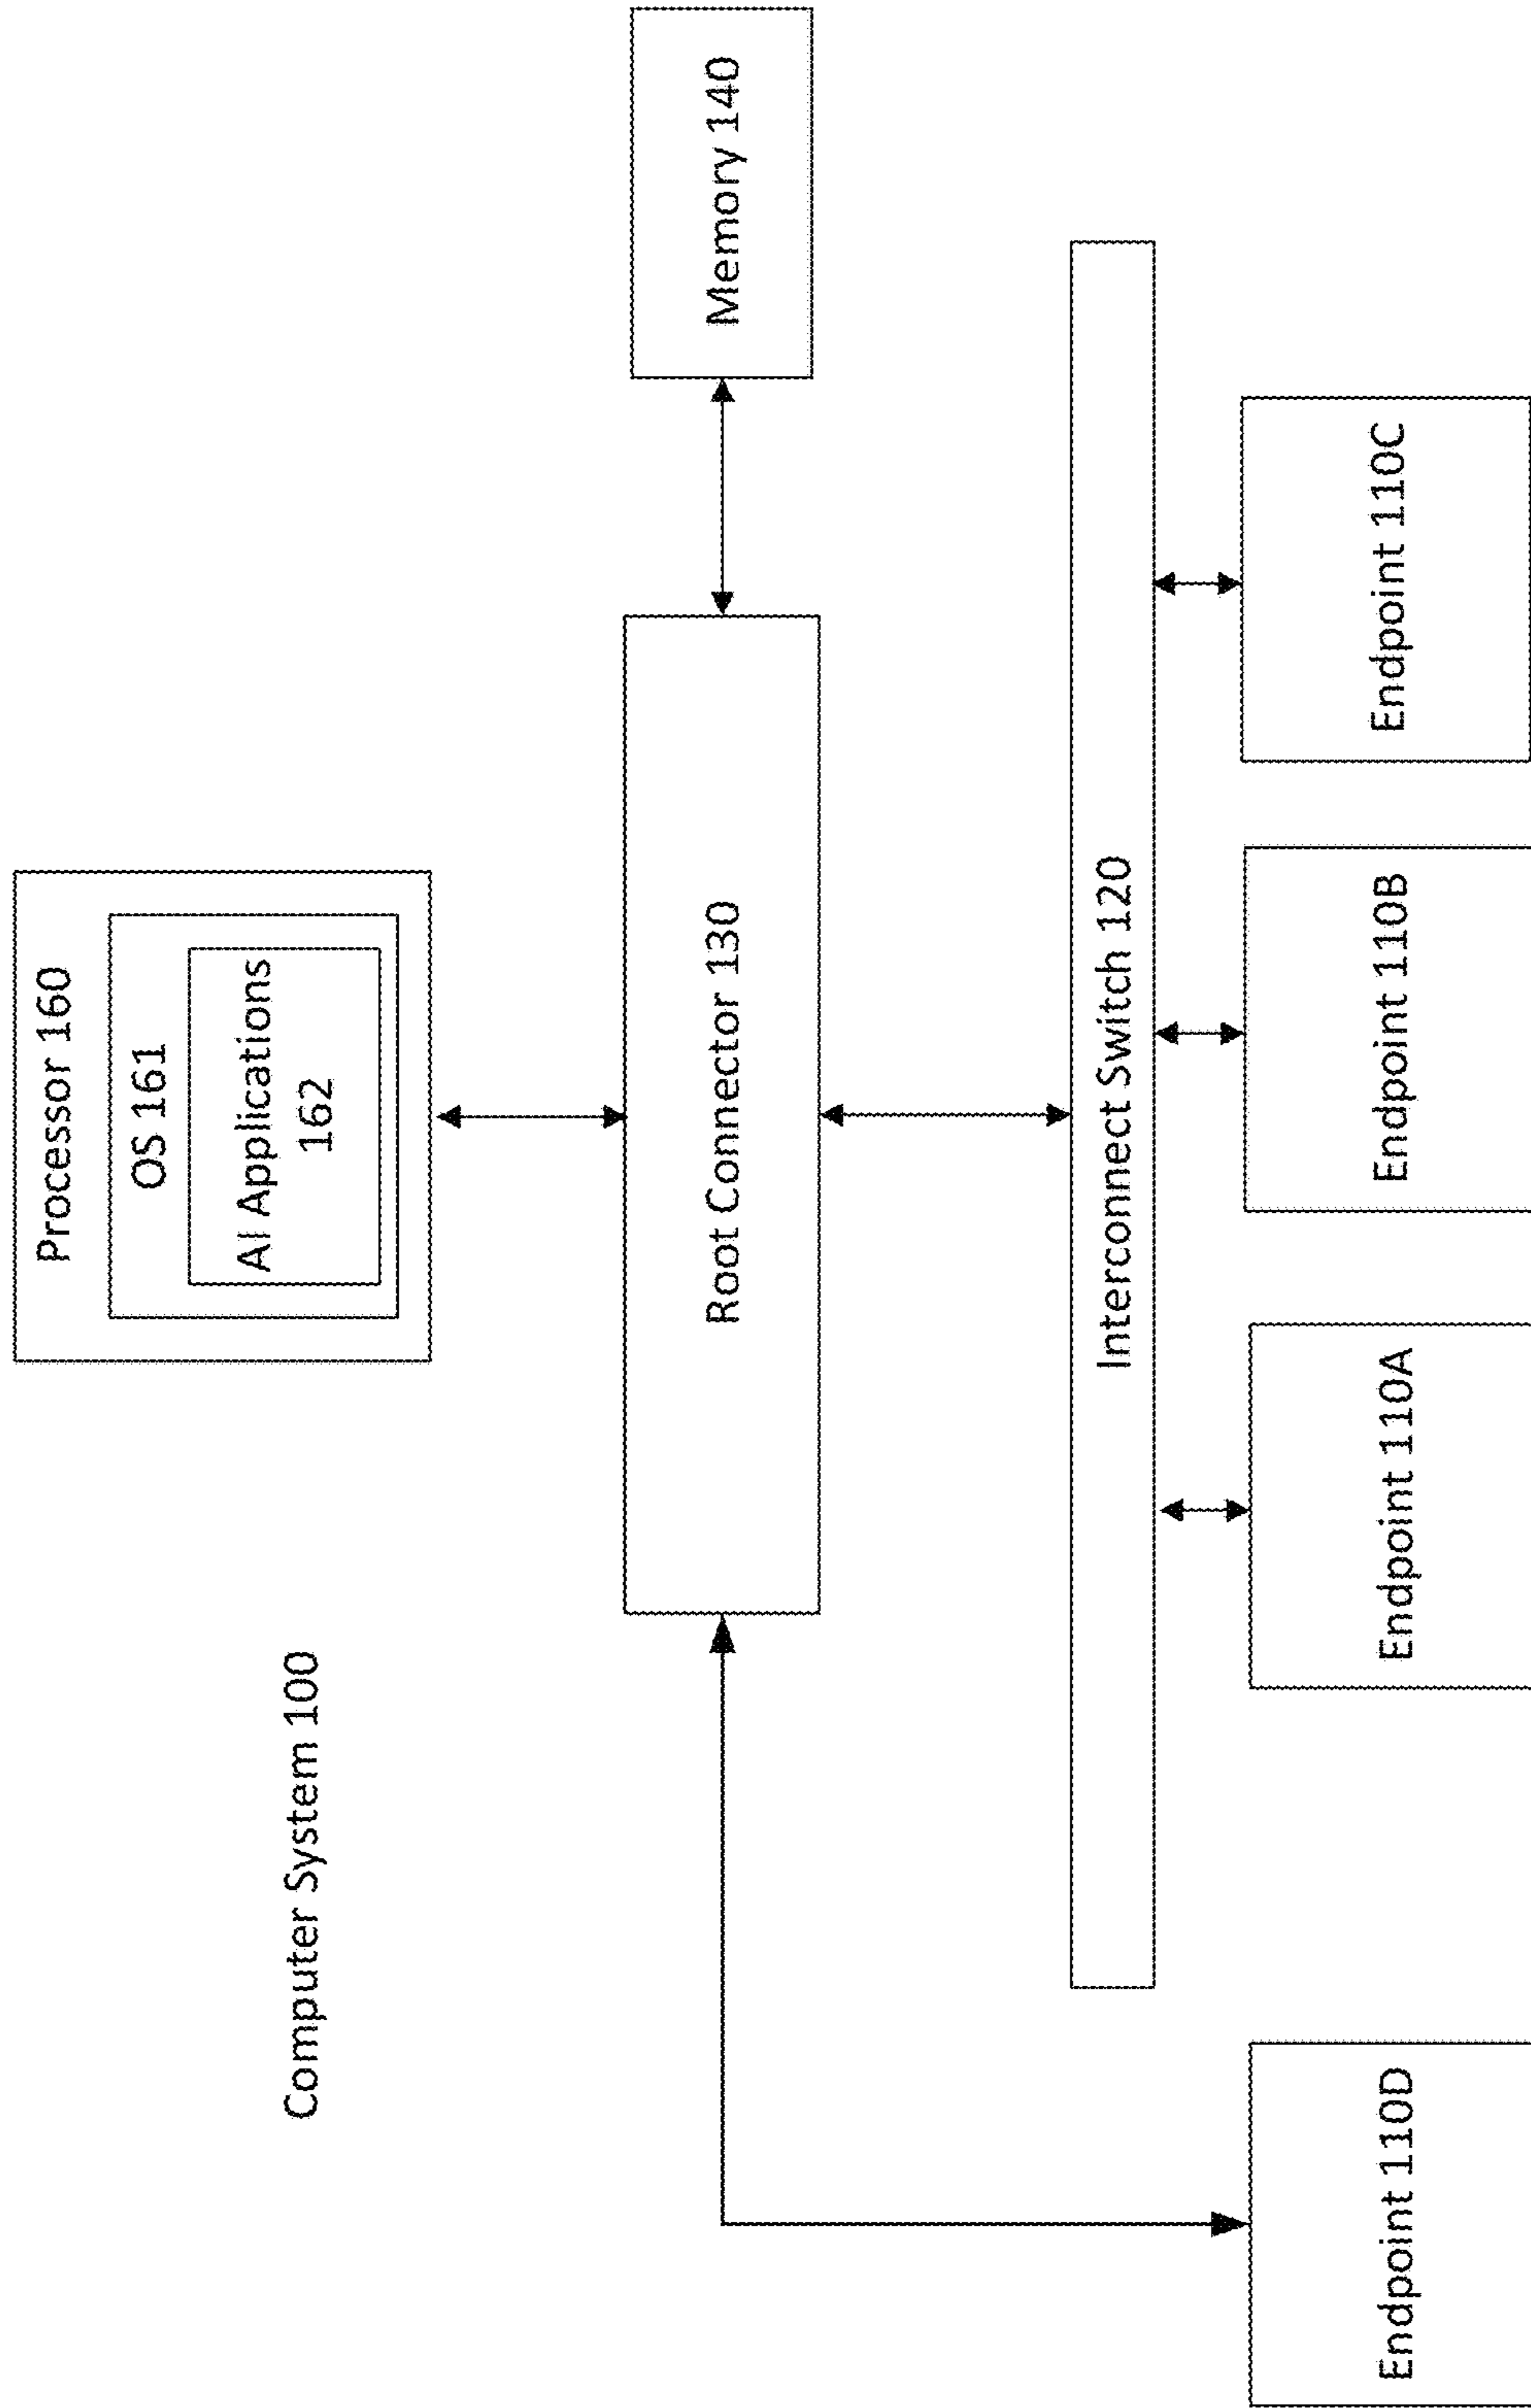 Computer System 100
Processor 160
OS 161
AI Applications
162
Root Connector 130
Memory 140
Interconnect Switch 120
Endpoint 110D
Endpoint 110A
Endpoint 110B
Endpoint 110C